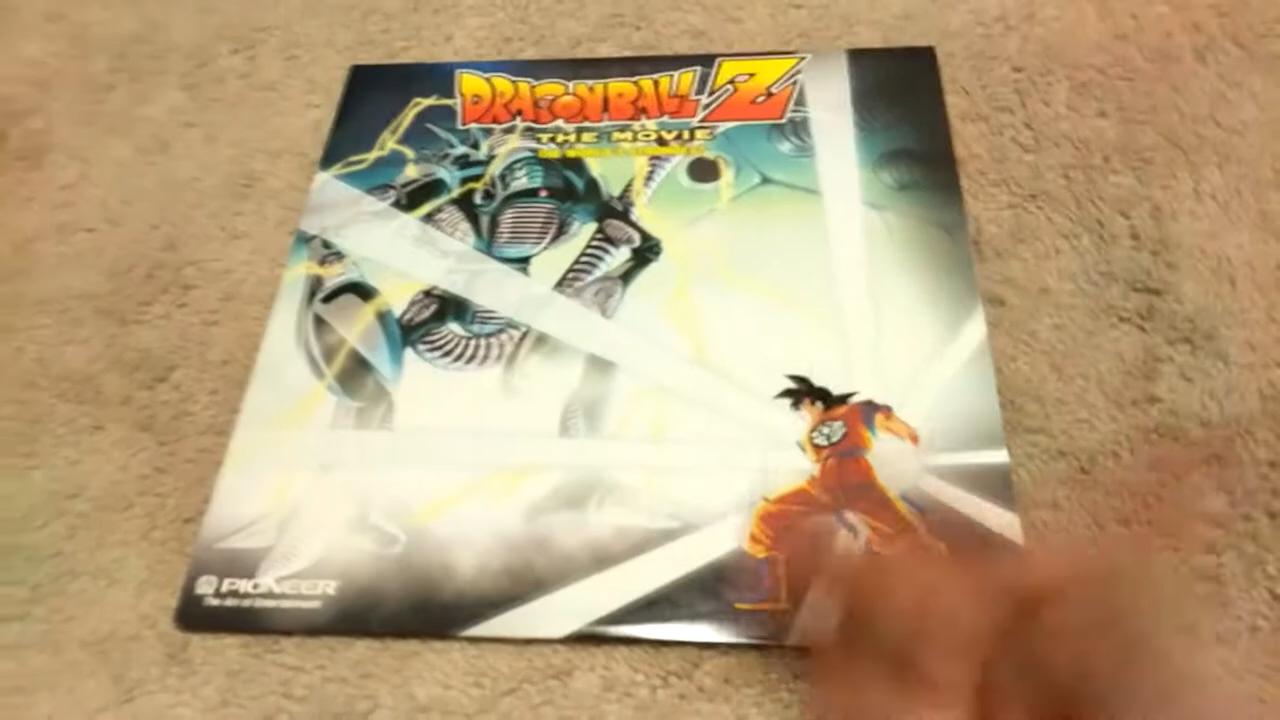 DRAGONBALL Z
THE MOVIE
PIONEER
The Art of Entertainment